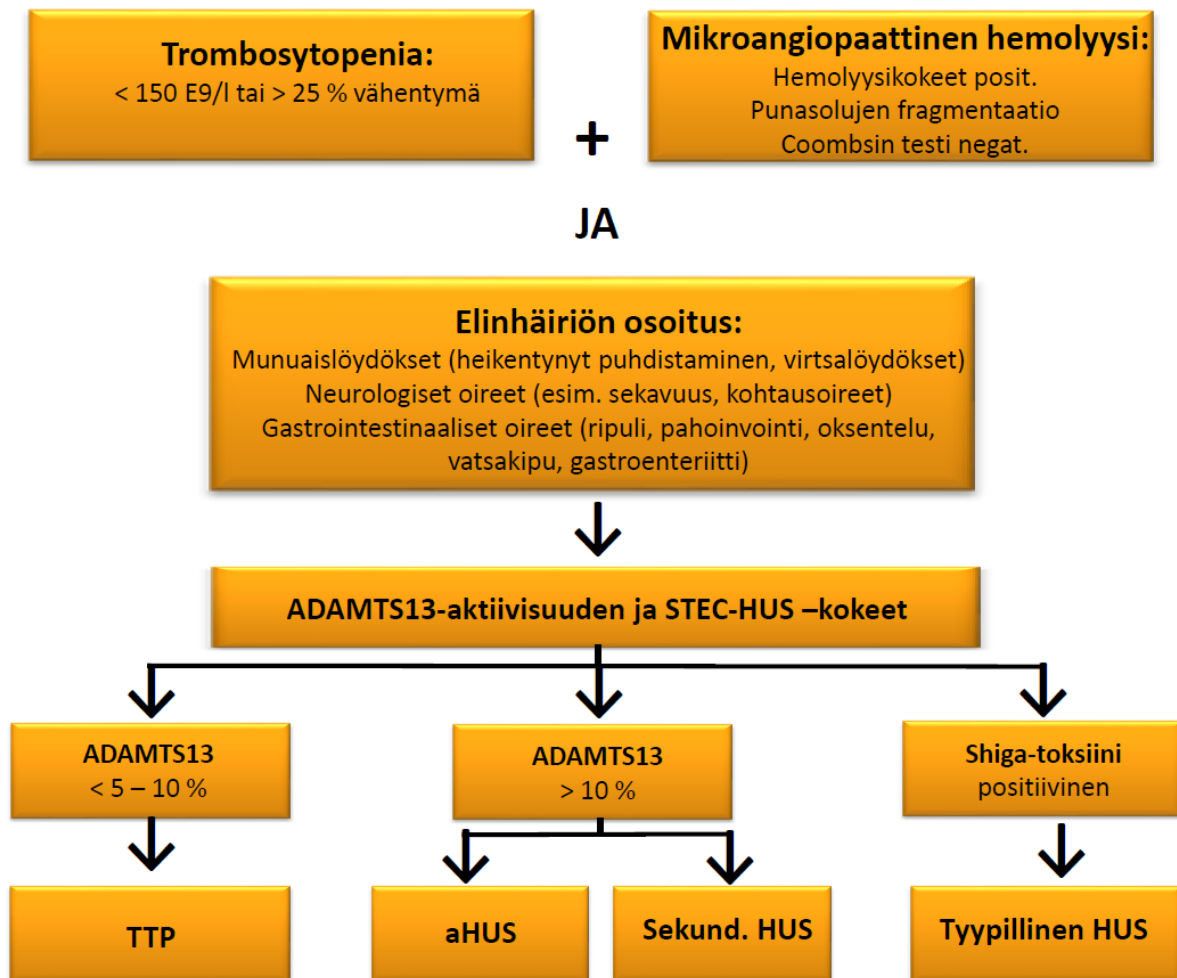 Trombosytopenia:
< 150 E9/l tai > 25 % vähentymä
+
Mikroangiopaattinen hemolyysi:
Hemolyysikokeet posit.
Punasolujen fragmentaatio
Coombsin testi negat.
JA
Elinhäiriön osoitus:
Munuaislöydökset (heikentynyt puhdistaminen, virtsalöydökset)
Neurologiset oireet (esim. sekavuus, kohtausoireet)
Gastrointestinaaliset oireet (ripuli, pahoinvointi, oksentelu,
vatsakipu, gastroenteriitti)
ADAMTS13-aktiivisuuden ja STEC-HUS –kokeet
ADAMTS13
< 5 – 10 %
ADAMTS13
> 10 %
Shiga-toksiini
positiivinen
TTP
aHUS
Sekund. HUS
Tyypillinen HUS